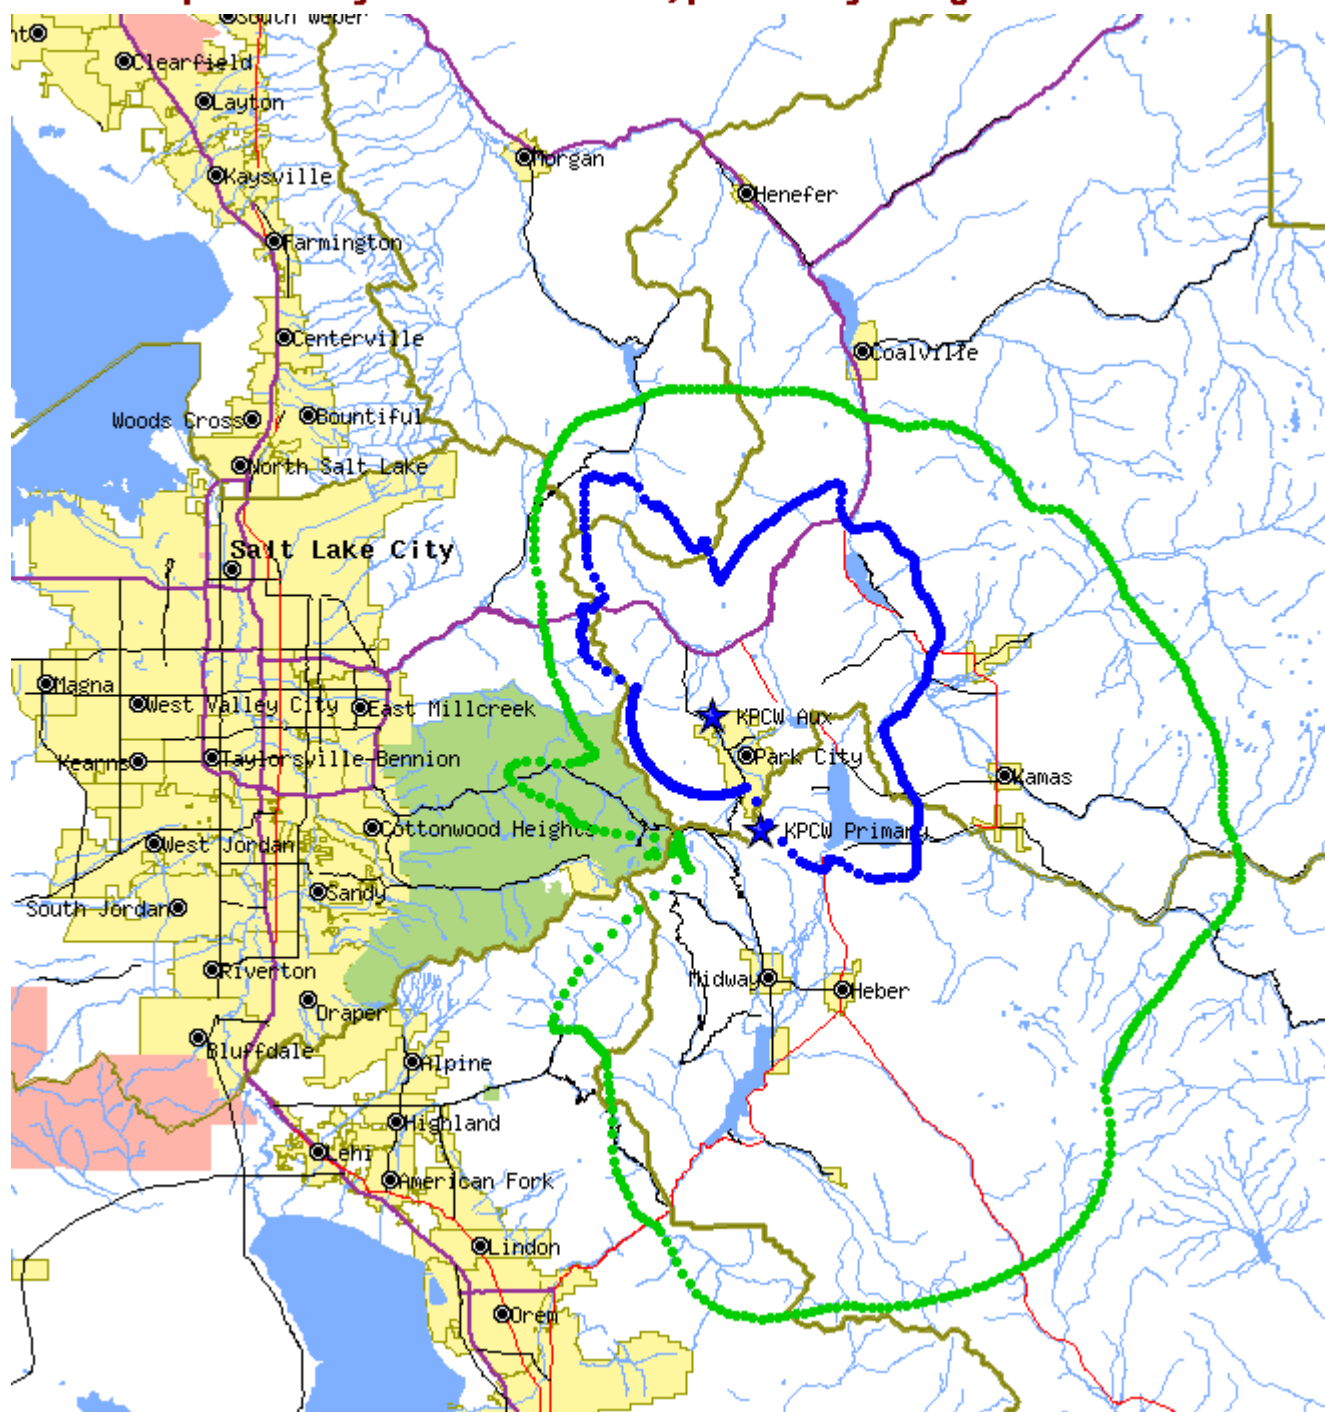 South Weber
Clearfield
Layton
Morgan
Kaysville
Henefer
Farmington
Centerville
Coalville
Woods Cross
Bountiful
North Salt Lake
Salt Lake City
Magna
West Valley City
East Millcreek
KPCW Aux
Kearns
Taylorsville-Bennion
Park City
Kamas
Cottonwood Heights
KPCW Primary
West Jordan
Sandy
South Jordan
Riverton
Midway
Heber
Draper
Bluffdale
Alpine
Highland
Lehi
American Fork
Lindon
Orem